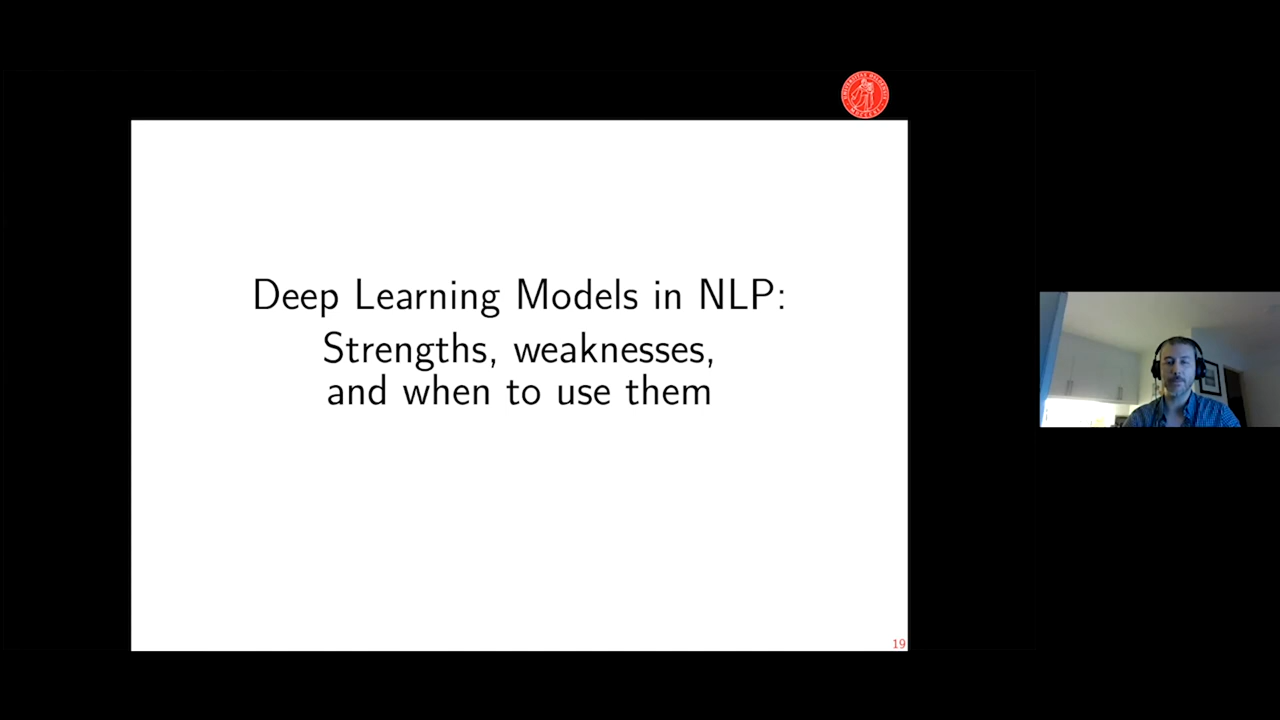 Deep Learning Models in NLP:
Strengths, weaknesses,
and when to use them
19